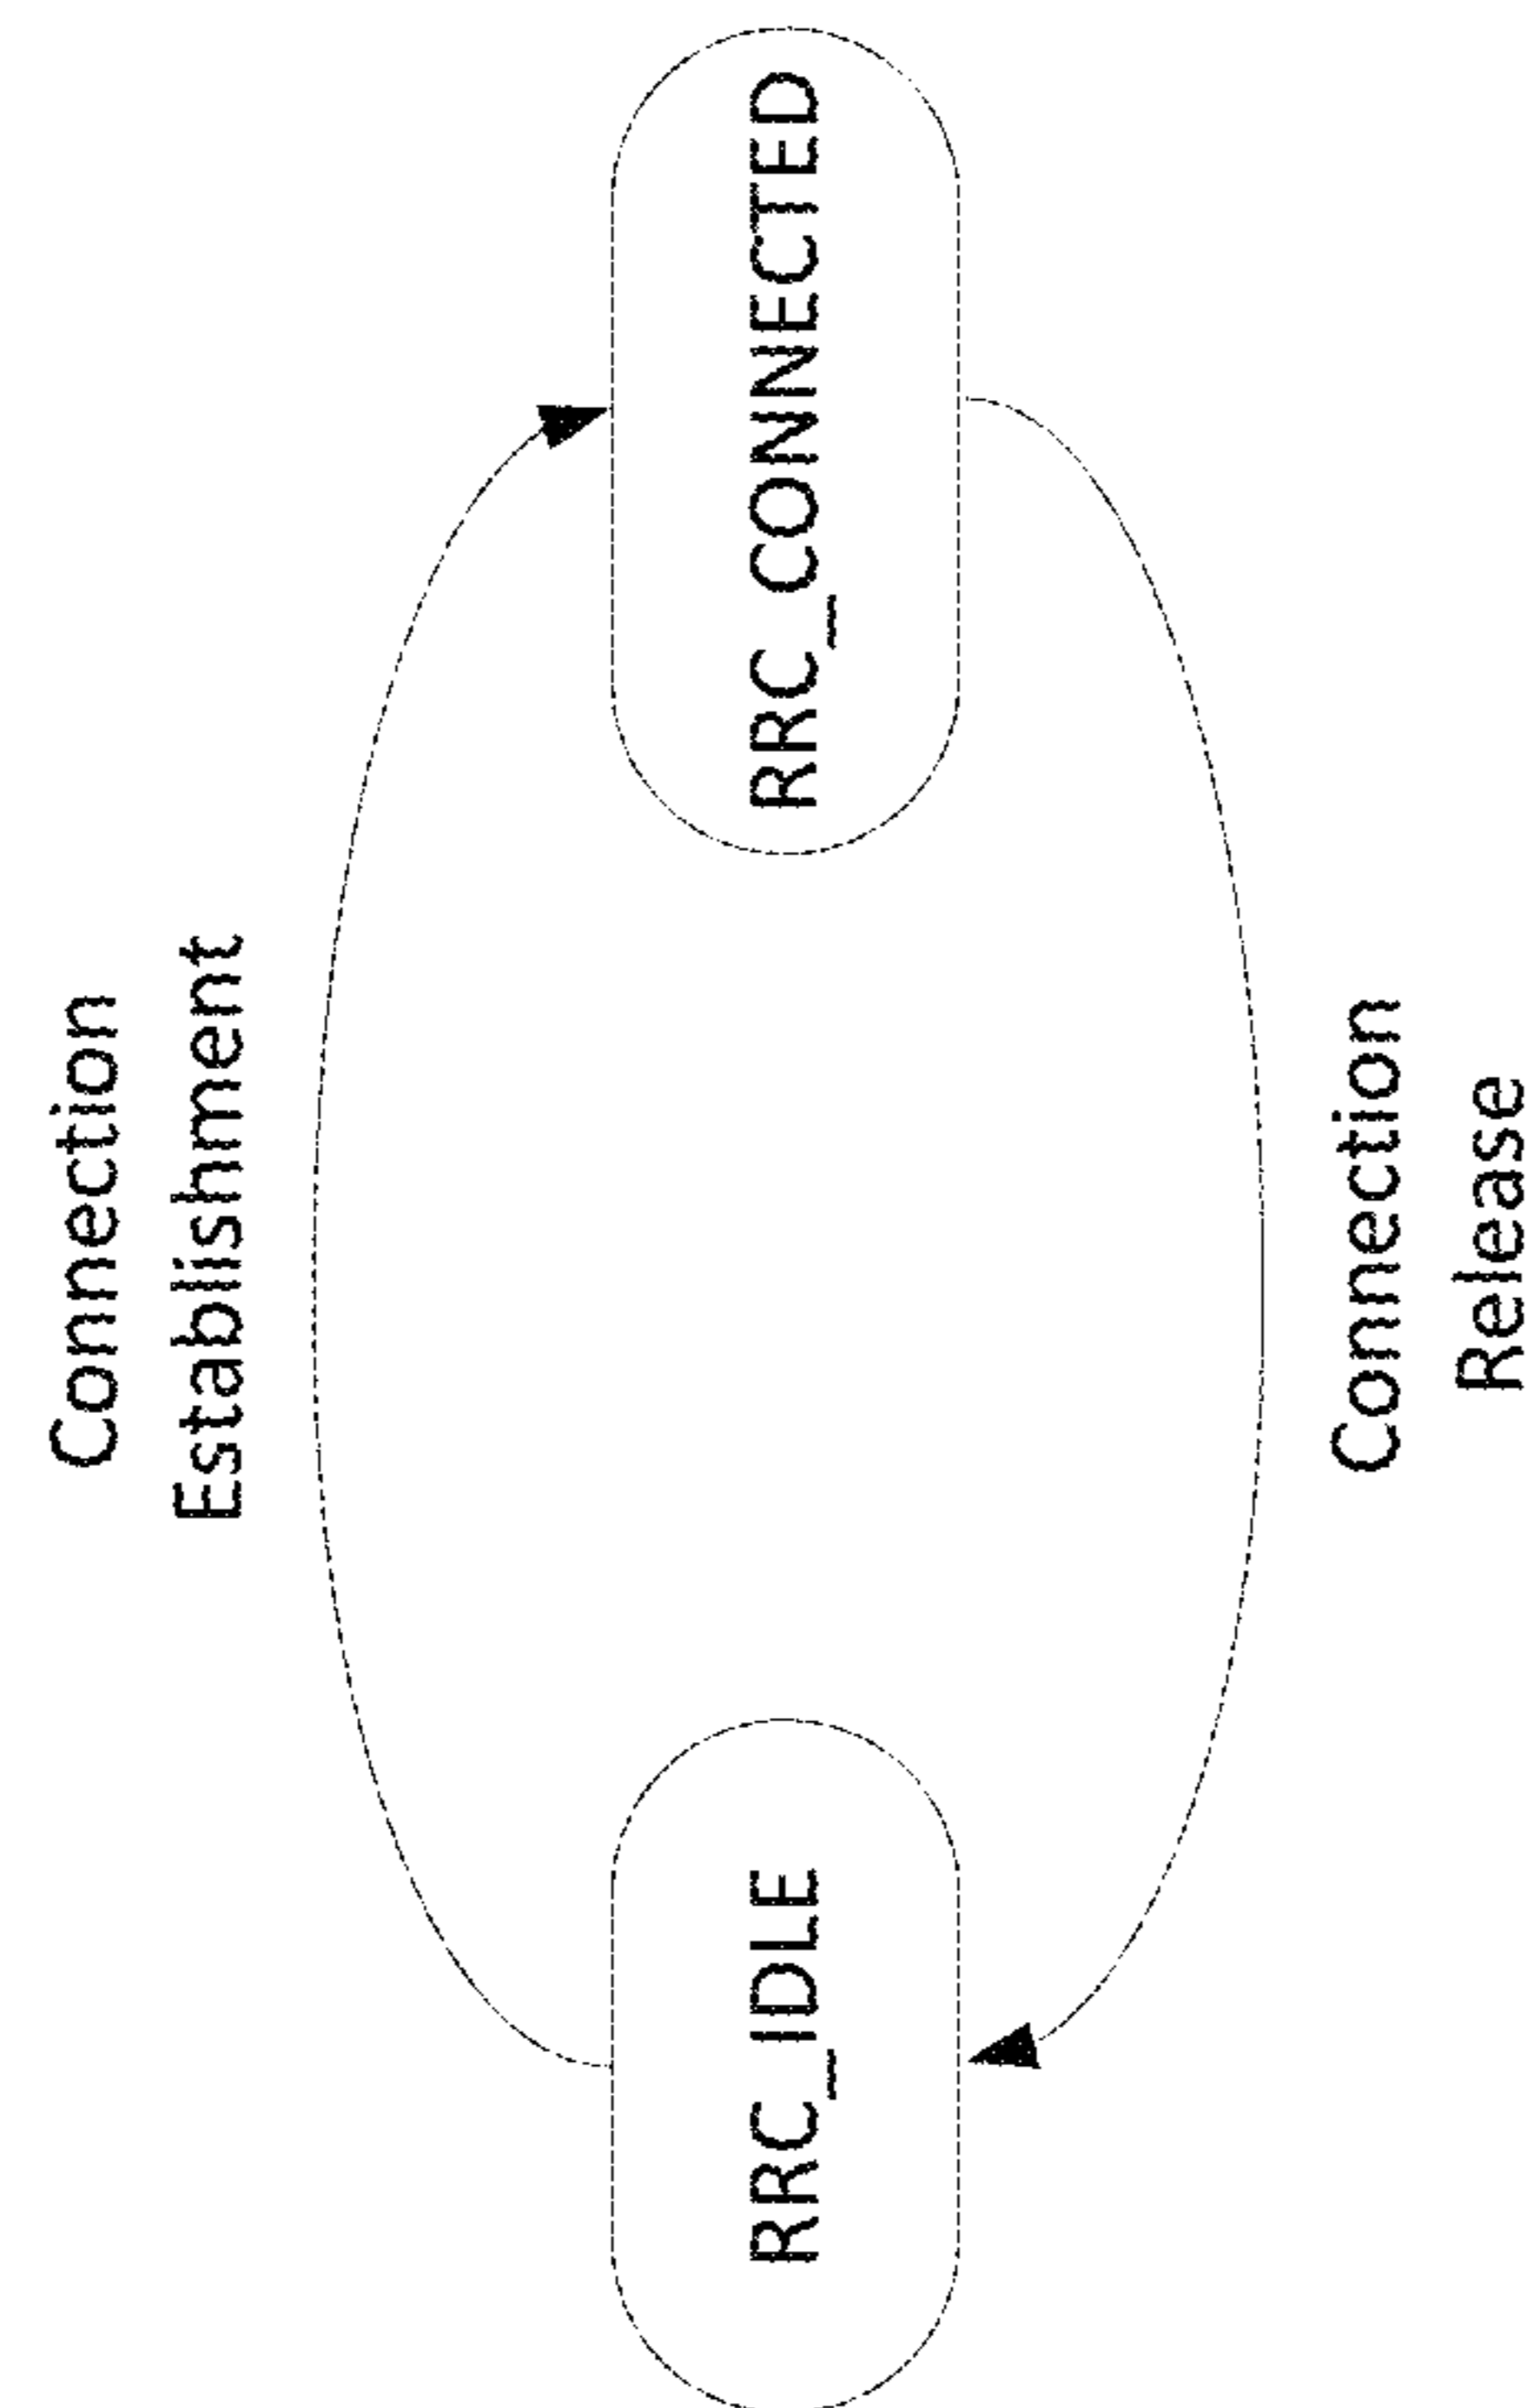 Connection
Establishment
RRC_IDLE
RRC_CONNECTED
Connection
Release